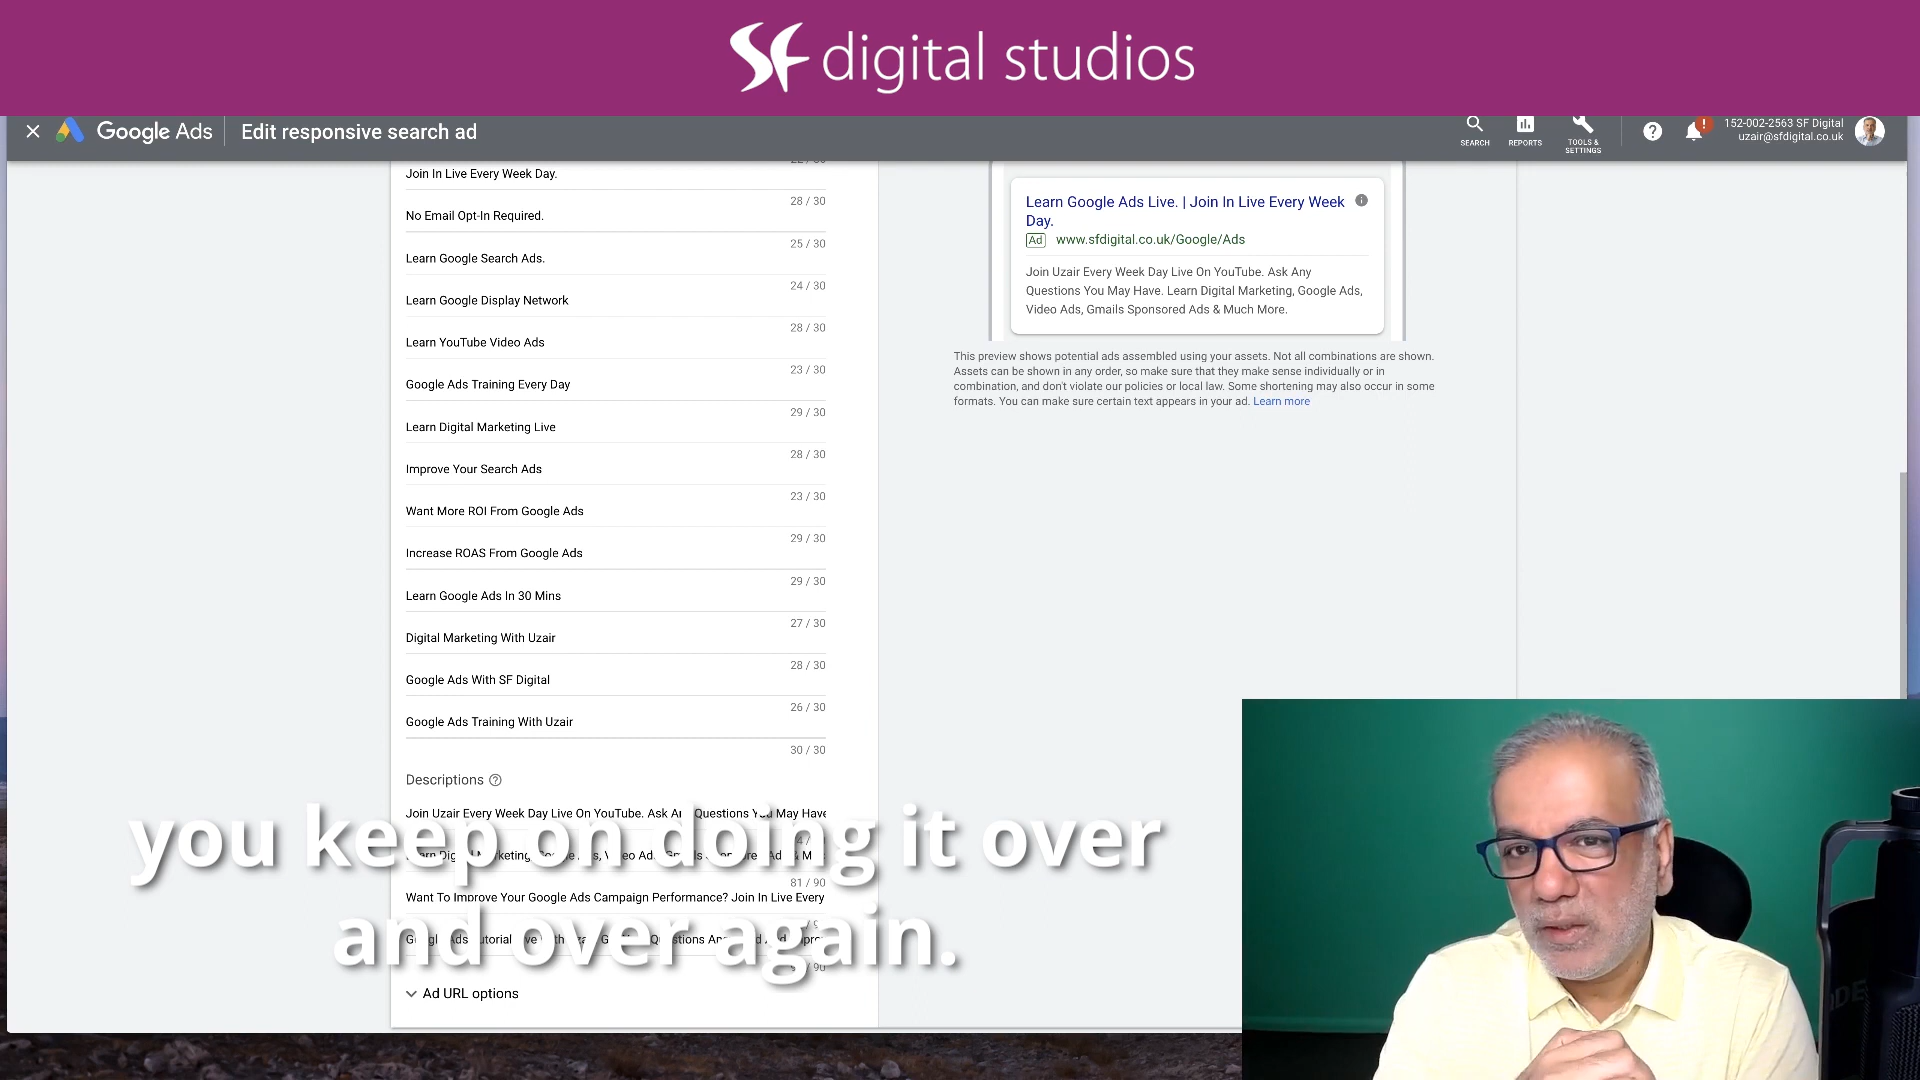 SF digital studios
Google Ads
Edit responsive search ad
SEARCH
REPORTS
TOOLS &
SETTINGS
152-002-2563 SF Digital
uzair@sfdigital.co.uk
Join In Live Every Week Day.
28 / 30
No Email Opt-In Required.
25 / 30
Learn Google Search Ads.
24 / 30
Learn Google Display Network
28 / 30
Learn YouTube Video Ads
23 / 30
Google Ads Training Every Day
29 / 30
Learn Digital Marketing Live
28 / 30
Improve Your Search Ads
23 / 30
Want More ROI From Google Ads
29 / 30
Increase ROAS From Google Ads
29 / 30
Learn Google Ads In 30 Mins
27 / 30
Digital Marketing With Uzair
28 / 30
Google Ads With SF Digital
26 / 30
Google Ads Training With Uzair
30 / 30
Descriptions
Join Uzair Every Week Day Live On YouTube. Ask Questions You May Have
81 / 90
Want To Improve Your Google Ads Campaign Performance? Join In Live Every
Ad URL options
Learn Google Ads Live. | Join In Live Every Week
Day.
Ad www.sfdigital.co.uk/Google/Ads
Join Uzair Every Week Day Live On YouTube. Ask Any
Questions You May Have. Learn Digital Marketing, Google Ads,
Video Ads, Gmails Sponsored Ads & Much More.
This preview shows potential ads assembled using your assets. Not all combinations are shown.
Assets can be shown in any order, so make sure that they make sense individually or in
combination, and don't violate our policies or local law. Some shortening may also occur in some
formats. You can make sure certain text appears in your ad. Learn more
you keep on doing it over
and over again.